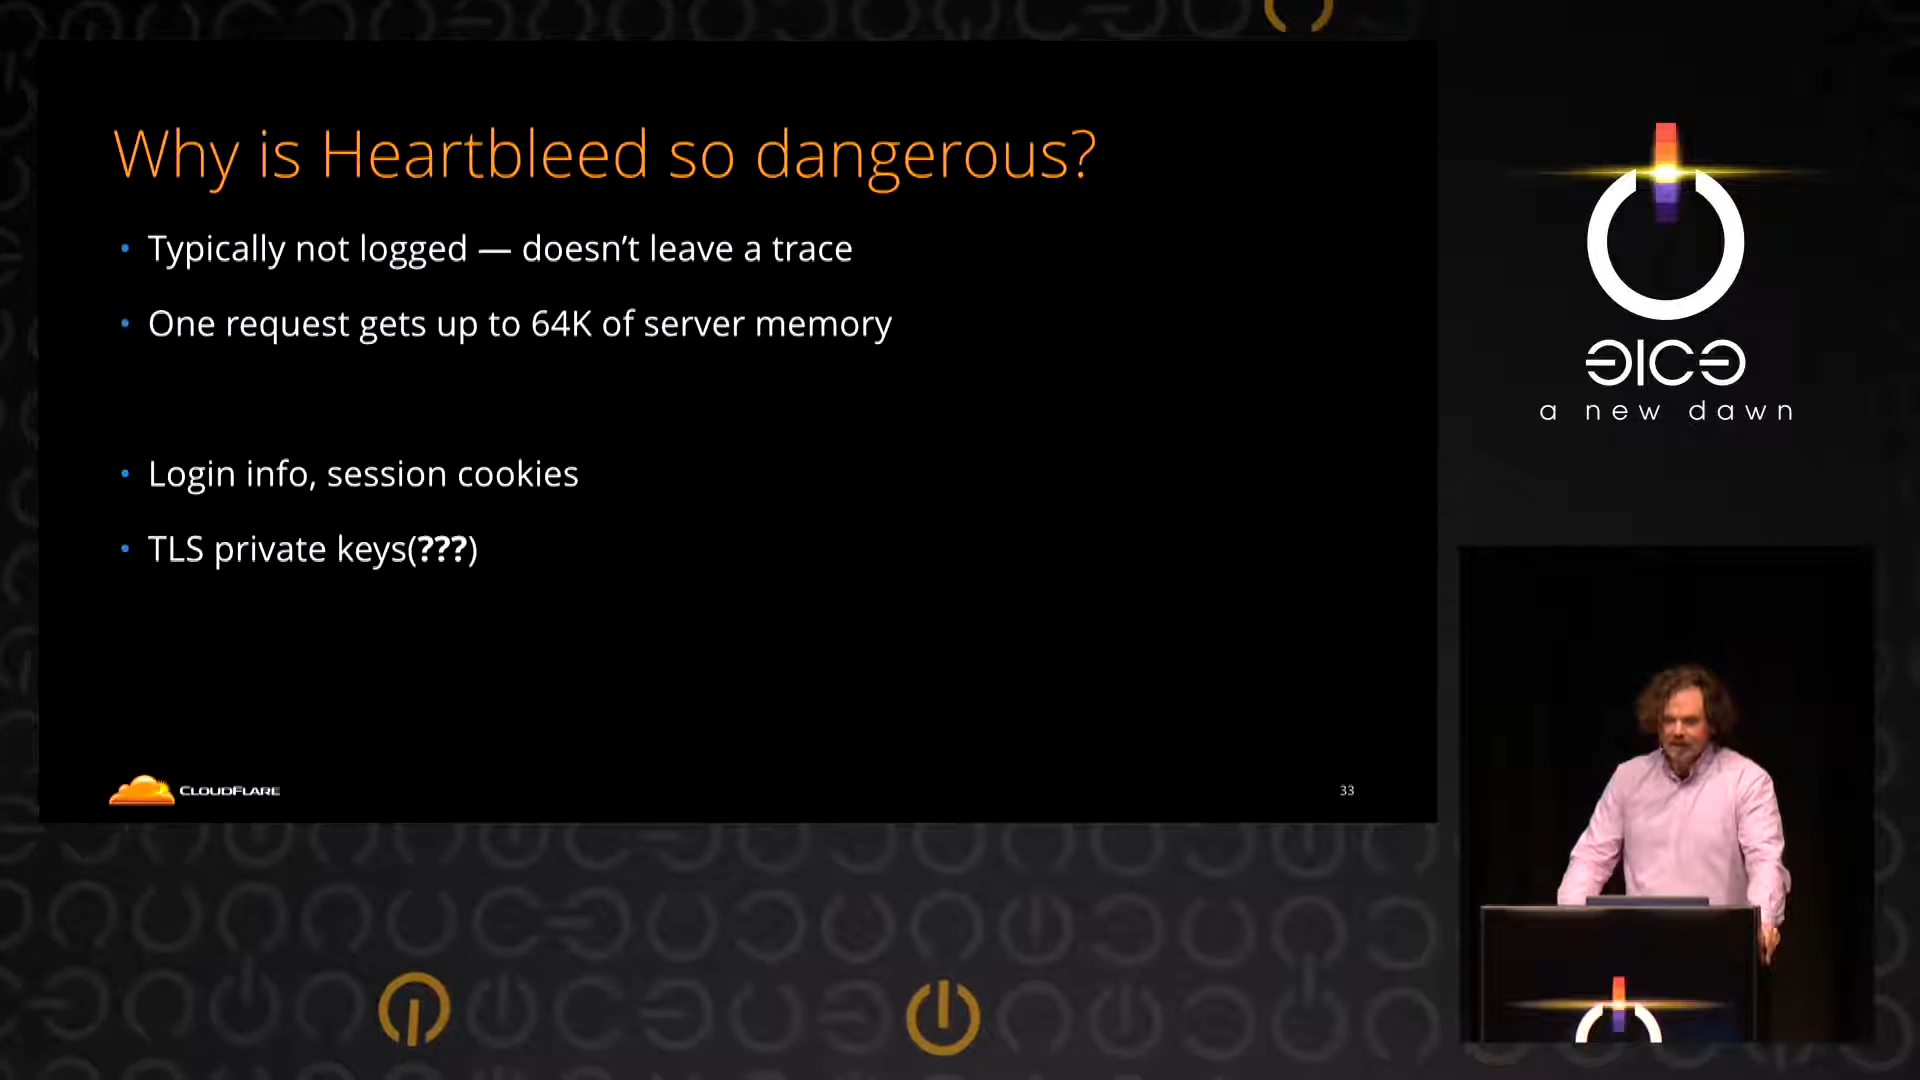 Why is Heartbleed so dangerous?
• Typically not logged — doesn’t leave a trace
• One request gets up to 64K of server memory
• Login info, session cookies
• TLS private keys(???)
CLOUDFLARE
33
a new dawn